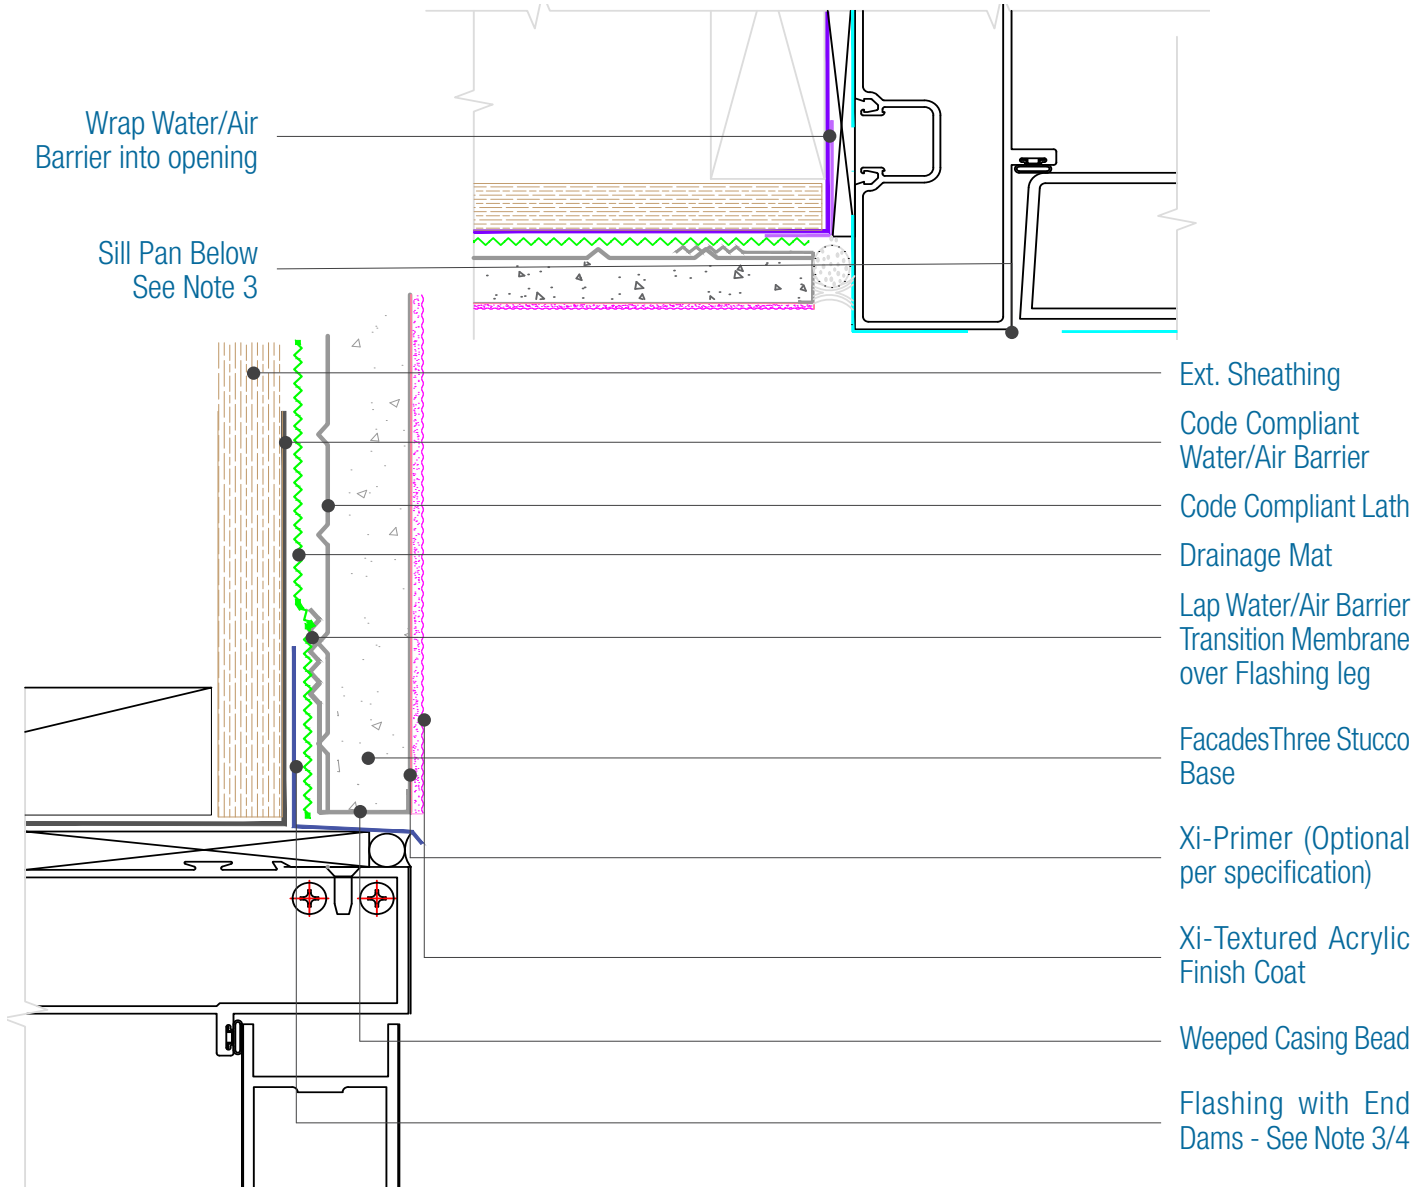 Wrap Water/Air
Barrier into opening
Sill Pan Below
See Note 3
Ext. Sheathing
Code Compliant
Water/Air Barrier
Code Compliant Lath
Drainage Mat
Lap Water/Air Barrier
Transition Membrane
over Flashing leg
FacadesThree Stucco
Base
Xi-Primer (Optional
per specification)
Xi-Textured Acrylic
Finish Coat
Weeped Casing Bead
Flashing with End
Dams - See Note 3/4